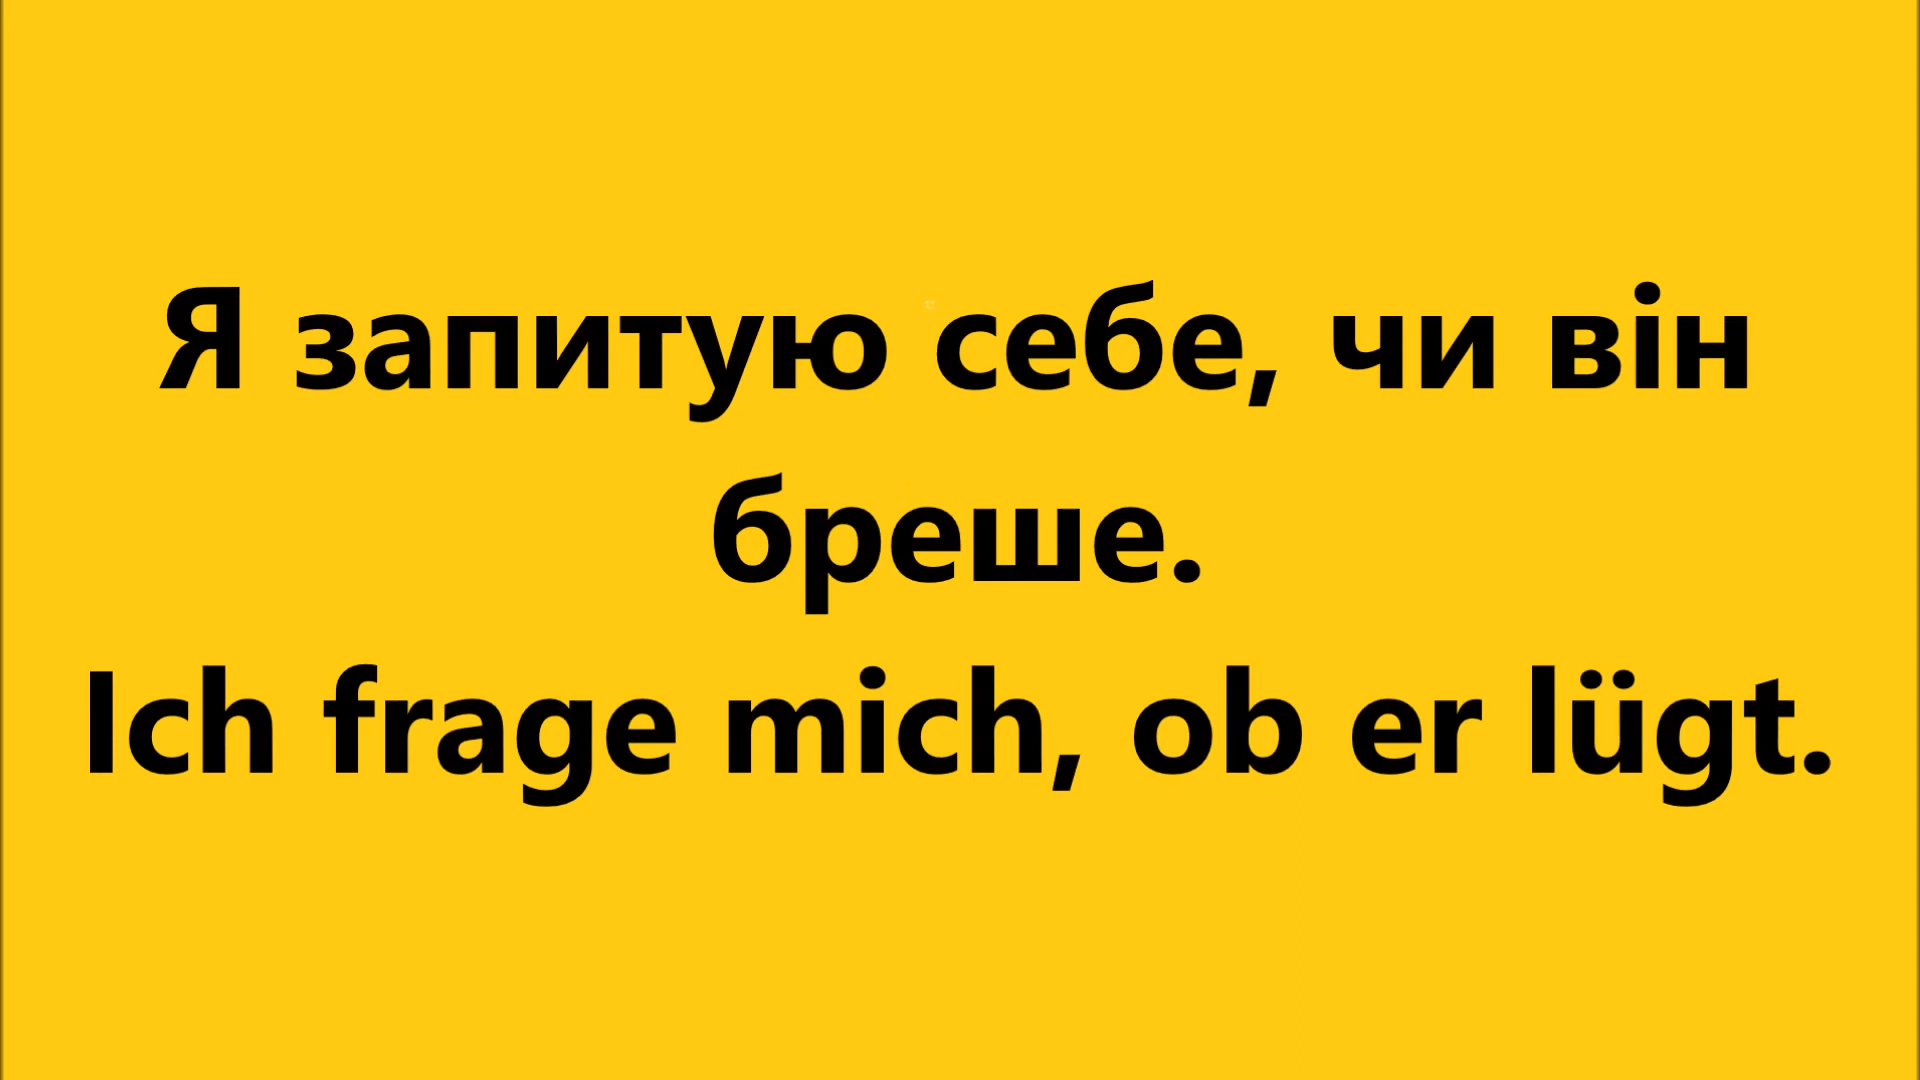 Я запитую себе, чи він
бреше.
Ich frage mich, ob er lügt.